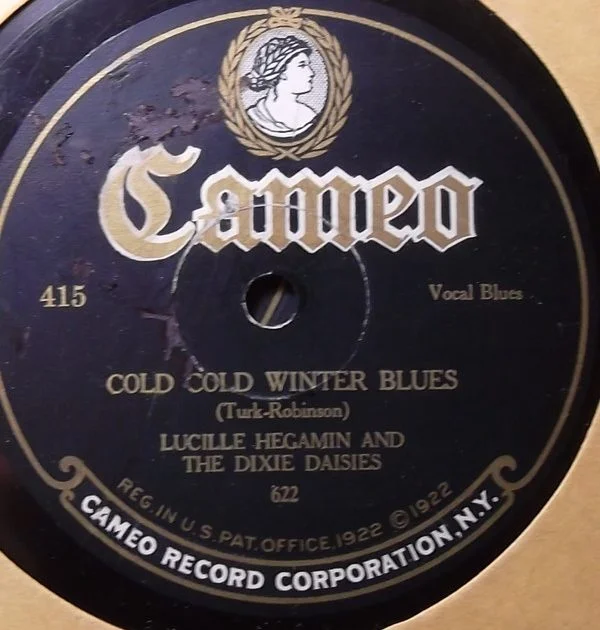 Cameo
415
Vocal Blues
COLD COLD WINTER BLUES
(Turk-Robinson)
LUCILLE HEGAMIN AND
THE DIXIE DAISIES
622
REG. IN U.S. PAT. OFFICE, 1922 © 1922
CAMEO RECORD CORPORATION, N.Y.